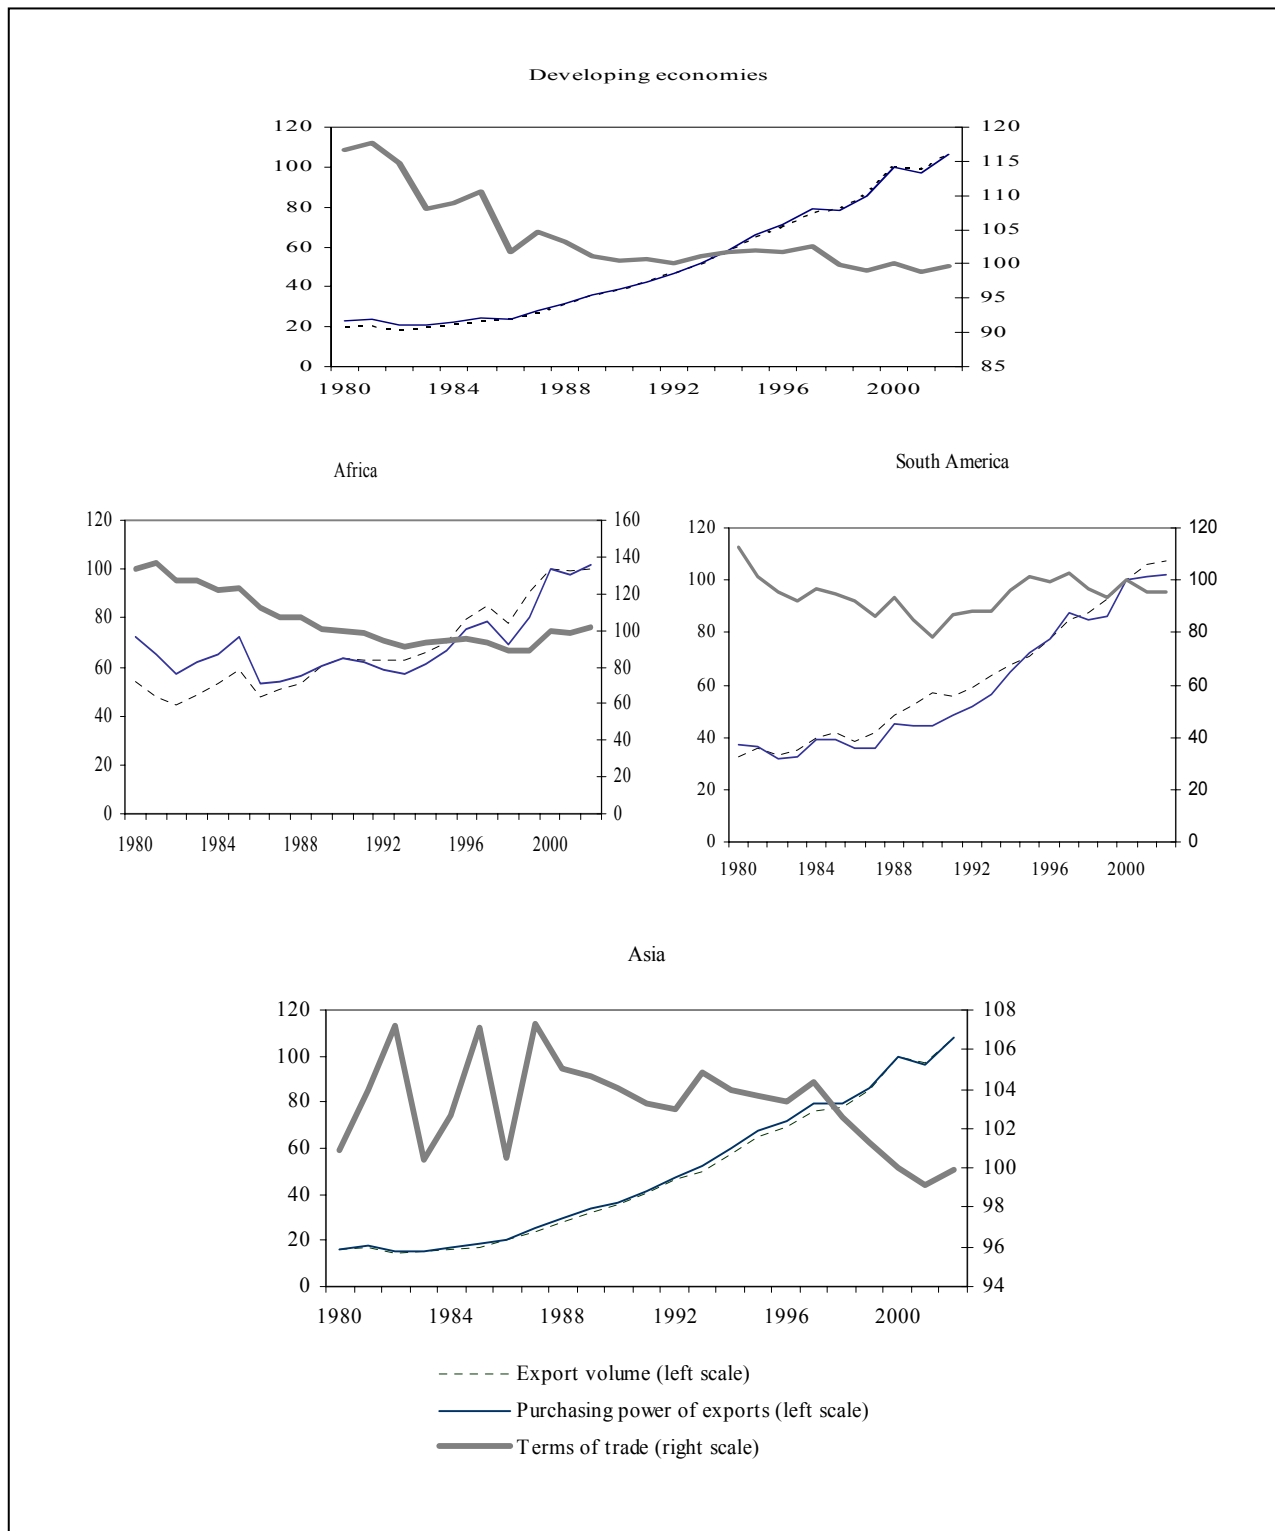 Developing economies
120 120
100 115
80 110
60 105
40 100
20 95
0 90
85
1980 1984 1988 1992 1996 2000
Africa
120 160
100 140
80 120
60 100
40 80
20 60
0 40
20
0
1980 1984 1988 1992 1996 2000
South America
120 120
100 100
80 80
60 60
40 40
20 20
0 0
1980 1984 1988 1992 1996 2000
Asia
120 108
100 106
80 104
60 102
40 100
20 98
0 96
94
1980 1984 1988 1992 1996 2000
Export volume (left scale)
Purchasing power of exports (left scale)
Terms of trade (right scale)